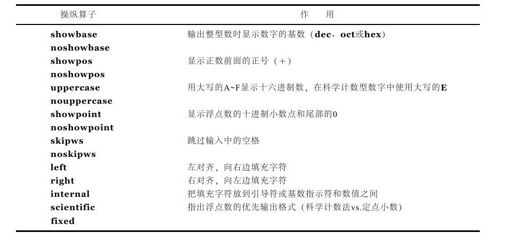 操纵算子 作 用
showbase 输出整型数时显示数字的基数（dec、oct或hex）
noshowbase
showpos 显示正数前面的正号（+）
noshowpos
uppercase 用大写的A~F显示十六进制数，在科学计数型数字中使用大写的E
nouppercase
showpoint 显示浮点数的十进制小数点和尾部的0
noshowpoint
skipws 跳过输入中的空格
noskipws
left 左对齐，向右边填充字符
right 右对齐，向左边填充字符
internal 把填充字符放到引导符或基数指示符和数值之间
scientific 指出浮点数的优先输出格式（科学计数法vs.定点小数）
fixed